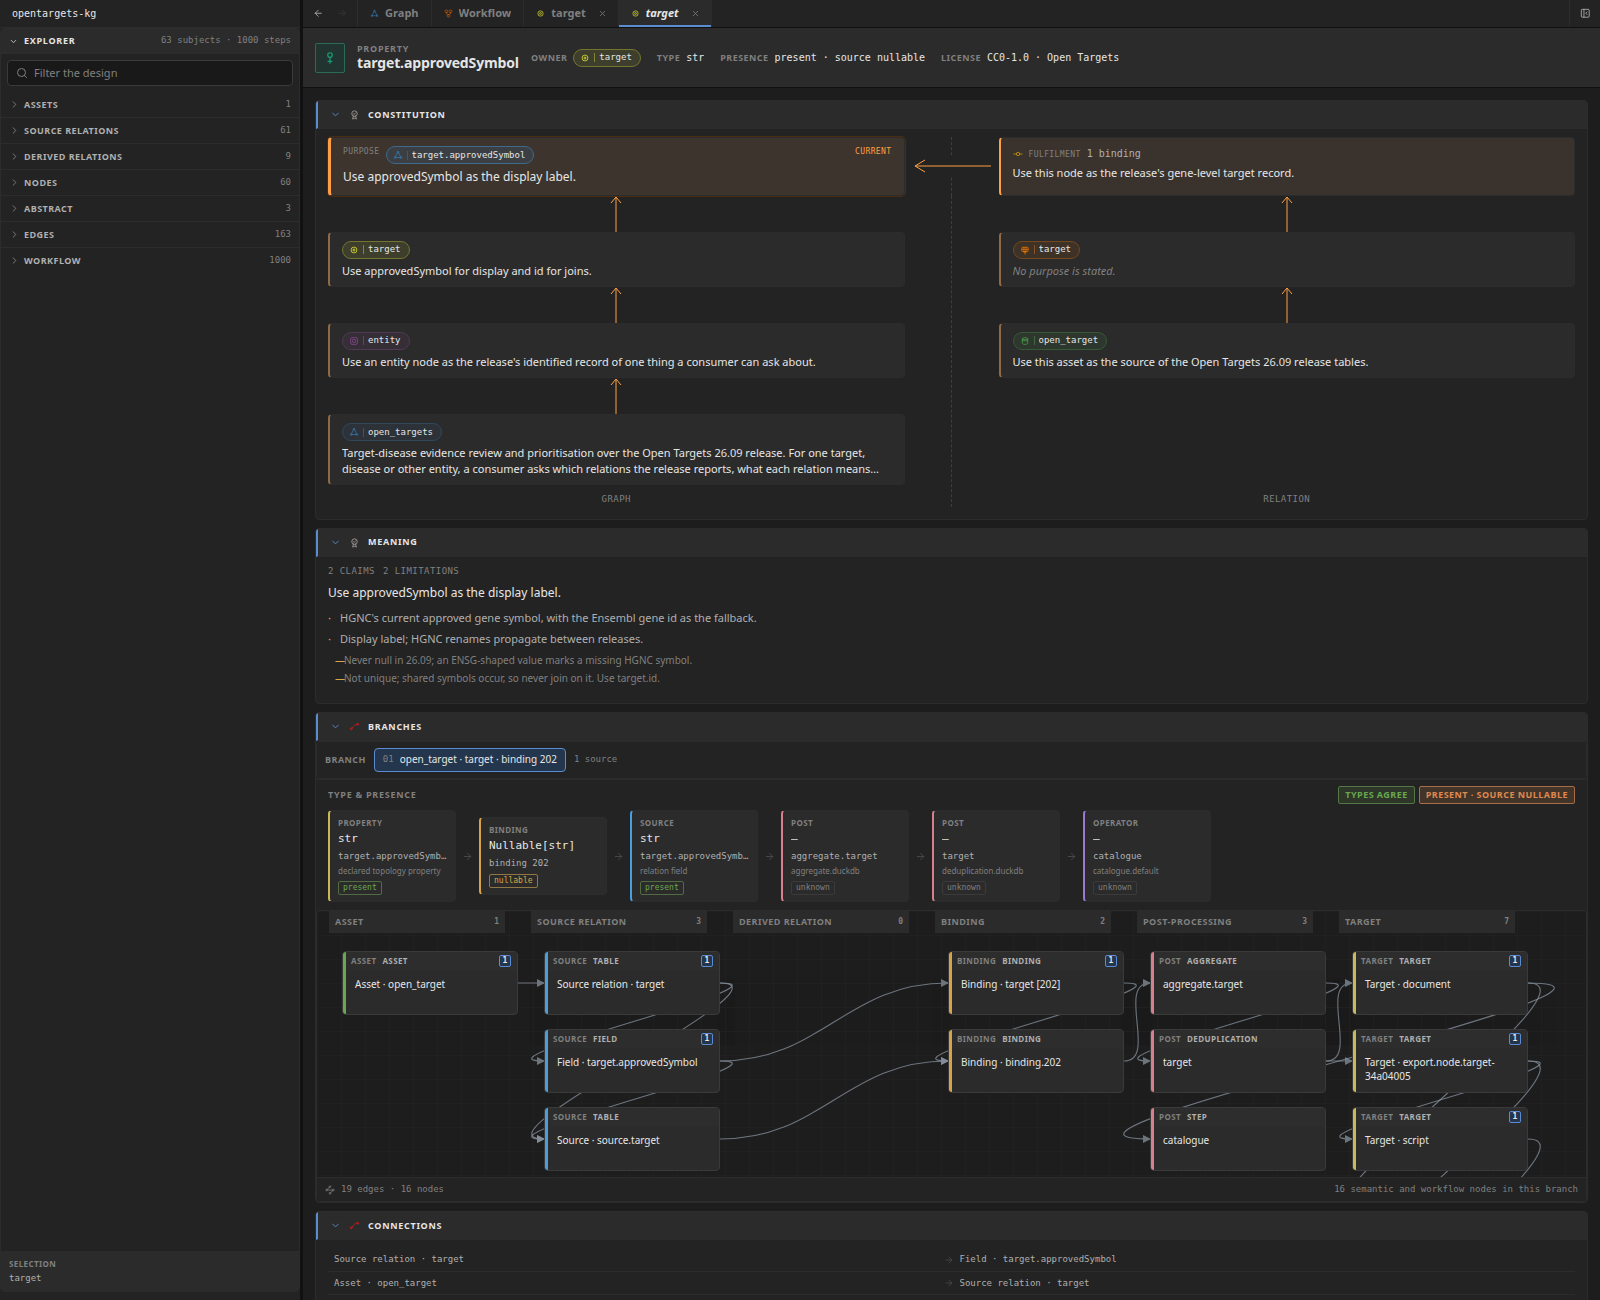 opentargets-kg
Graph
Workflow
target
target
EXPLORER
63 subjects · 1000 steps
Filter the design
ASSETS 1
SOURCE RELATIONS 61
DERIVED RELATIONS 9
NODES 60
ABSTRACT 3
EDGES 163
WORKFLOW 1000
SELECTION
target
PROPERTY
target.approvedSymbol
OWNER target
TYPE str
PRESENCE present · source nullable
LICENSE CC0-1.0 · Open Targets
CONSTITUTION
PURPOSE target.approvedSymbol CURRENT
Use approvedSymbol as the display label.
FULFILMENT 1 binding
Use this node as the release's gene-level target record.
target
Use approvedSymbol for display and id for joins.
target
No purpose is stated.
entity
Use an entity node as the release's identified record of one thing a consumer can ask about.
open_target
Use this asset as the source of the Open Targets 26.09 release tables.
open_targets
Target-disease evidence review and prioritisation over the Open Targets 26.09 release. For one target,
disease or other entity, a consumer asks which relations the release reports, what each relation means…
GRAPH
RELATION
MEANING
2 CLAIMS 2 LIMITATIONS
Use approvedSymbol as the display label.
· HGNC's current approved gene symbol, with the Ensembl gene id as the fallback.
· Display label; HGNC renames propagate between releases.
—Never null in 26.09; an ENSG-shaped value marks a missing HGNC symbol.
—Not unique; shared symbols occur, so never join on it. Use target.id.
BRANCHES
BRANCH 01 open_target · target · binding 202 1 source
TYPE & PRESENCE
TYPES AGREE
PRESENT · SOURCE NULLABLE
PROPERTY
str
target.approvedSymb…
declared topology property
present
BINDING
Nullable[str]
binding 202
nullable
SOURCE
str
target.approvedSymb…
relation field
present
POST
—
aggregate.target
aggregate.duckdb
unknown
POST
—
target
deduplication.duckdb
unknown
OPERATOR
—
catalogue
catalogue.default
unknown
ASSET 1
SOURCE RELATION 3
DERIVED RELATION 0
BINDING 2
POST-PROCESSING 3
TARGET 7
ASSET ASSET 1
Asset · open_target
SOURCE TABLE 1
Source relation · target
BINDING BINDING 1
Binding · target [202]
POST AGGREGATE
aggregate.target
TARGET TARGET 1
Target · document
SOURCE FIELD 1
Field · target.approvedSymbol
BINDING BINDING
Binding · binding.202
POST DEDUPLICATION
target
TARGET TARGET 1
Target · export.node.target-
34a04005
SOURCE TABLE
Source · source.target
POST STEP
catalogue
TARGET TARGET 1
Target · script
19 edges · 16 nodes
16 semantic and workflow nodes in this branch
CONNECTIONS
Source relation · target
Field · target.approvedSymbol
Asset · open_target
Source relation · target